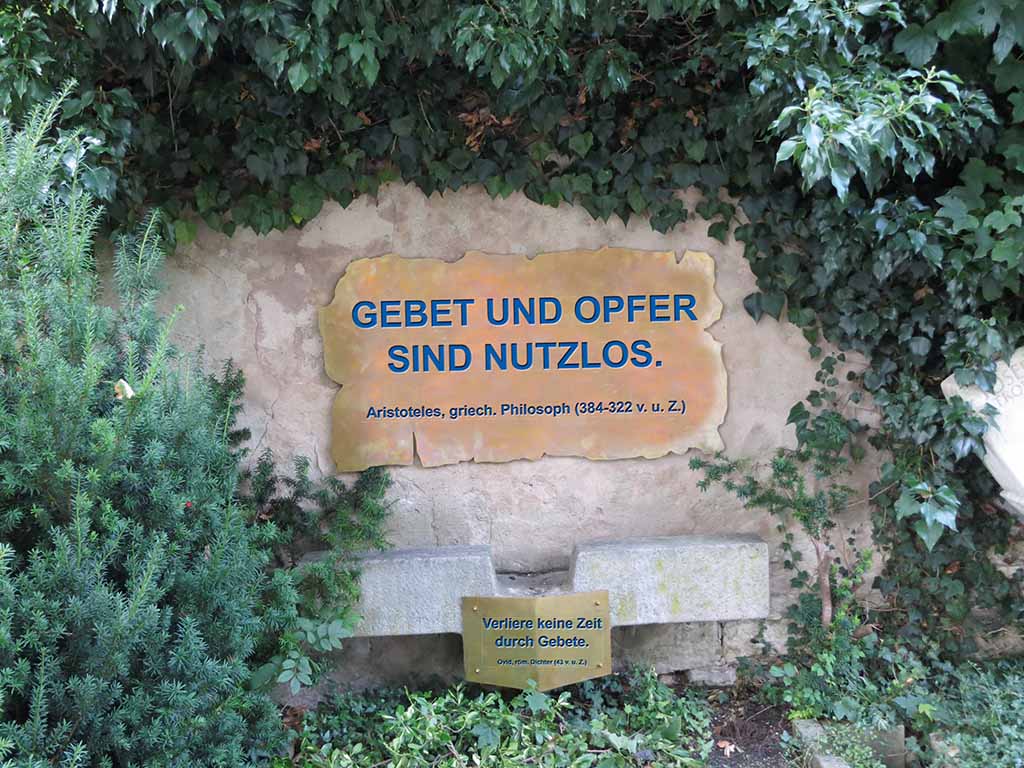 GEBET UND OPFER
SIND NUTZLOS.
Aristoteles, griech. Philosoph (384-322 v. u. Z.)
Verliere keine Zeit
durch Gebete.
Ovid, röm. Dichter (43 v. u. Z.)